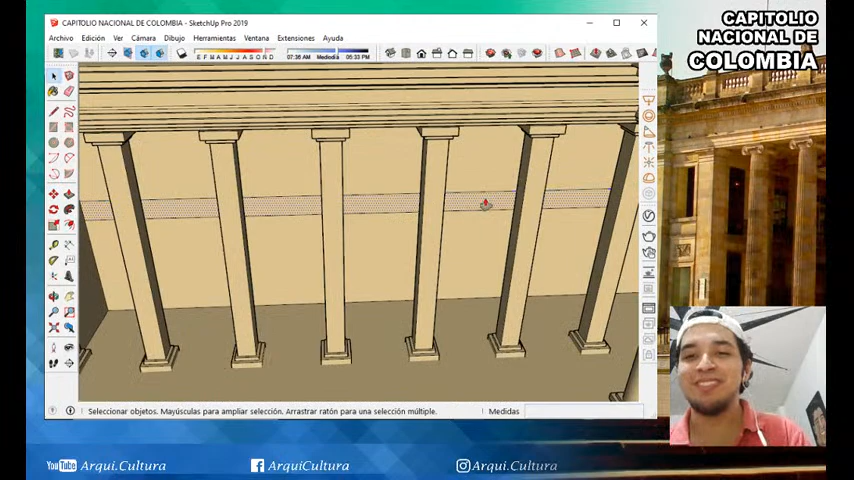 CAPITOLIO NACIONAL DE COLOMBIA - SketchUp Pro 2019
Archivo Edición Ver Cámara Dibujo Herramientas Ventana Extensiones Ayuda
E F M A M J J A S O N D 07:36 AM Mediodía 05:33 PM
Seleccionar objetos. Mayúsculas para ampliar selección. Arrastrar ratón para una selección múltiple. Medidas
CAPITOLIO
NACIONAL DE
COLOMBIA
YouTube Arqui.Cultura
ArquiCultura
Arqui.Cultura